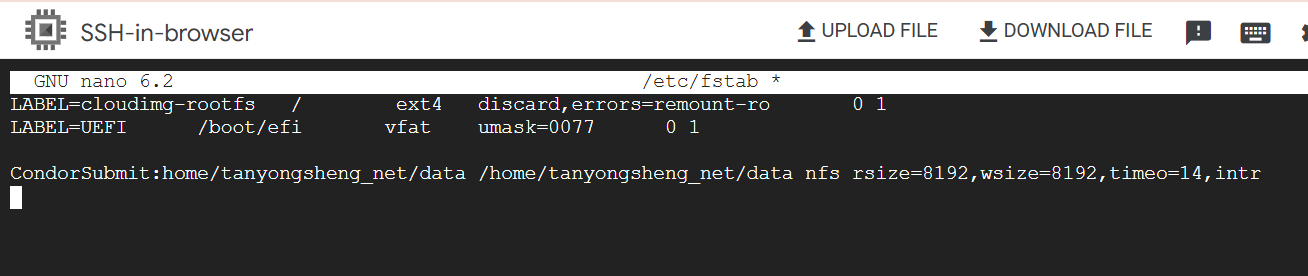 SSH-in-browser
UPLOAD FILE
DOWNLOAD FILE
GNU nano 6.2 /etc/fstab *
LABEL=cloudimg-rootfs / ext4 discard,errors=remount-ro 0 1
LABEL=UEFI /boot/efi vfat umask=0077 0 1
CondorSubmit:home/tanyongsheng_net/data /home/tanyongsheng_net/data nfs rsize=8192,wsize=8192,timeo=14,intr